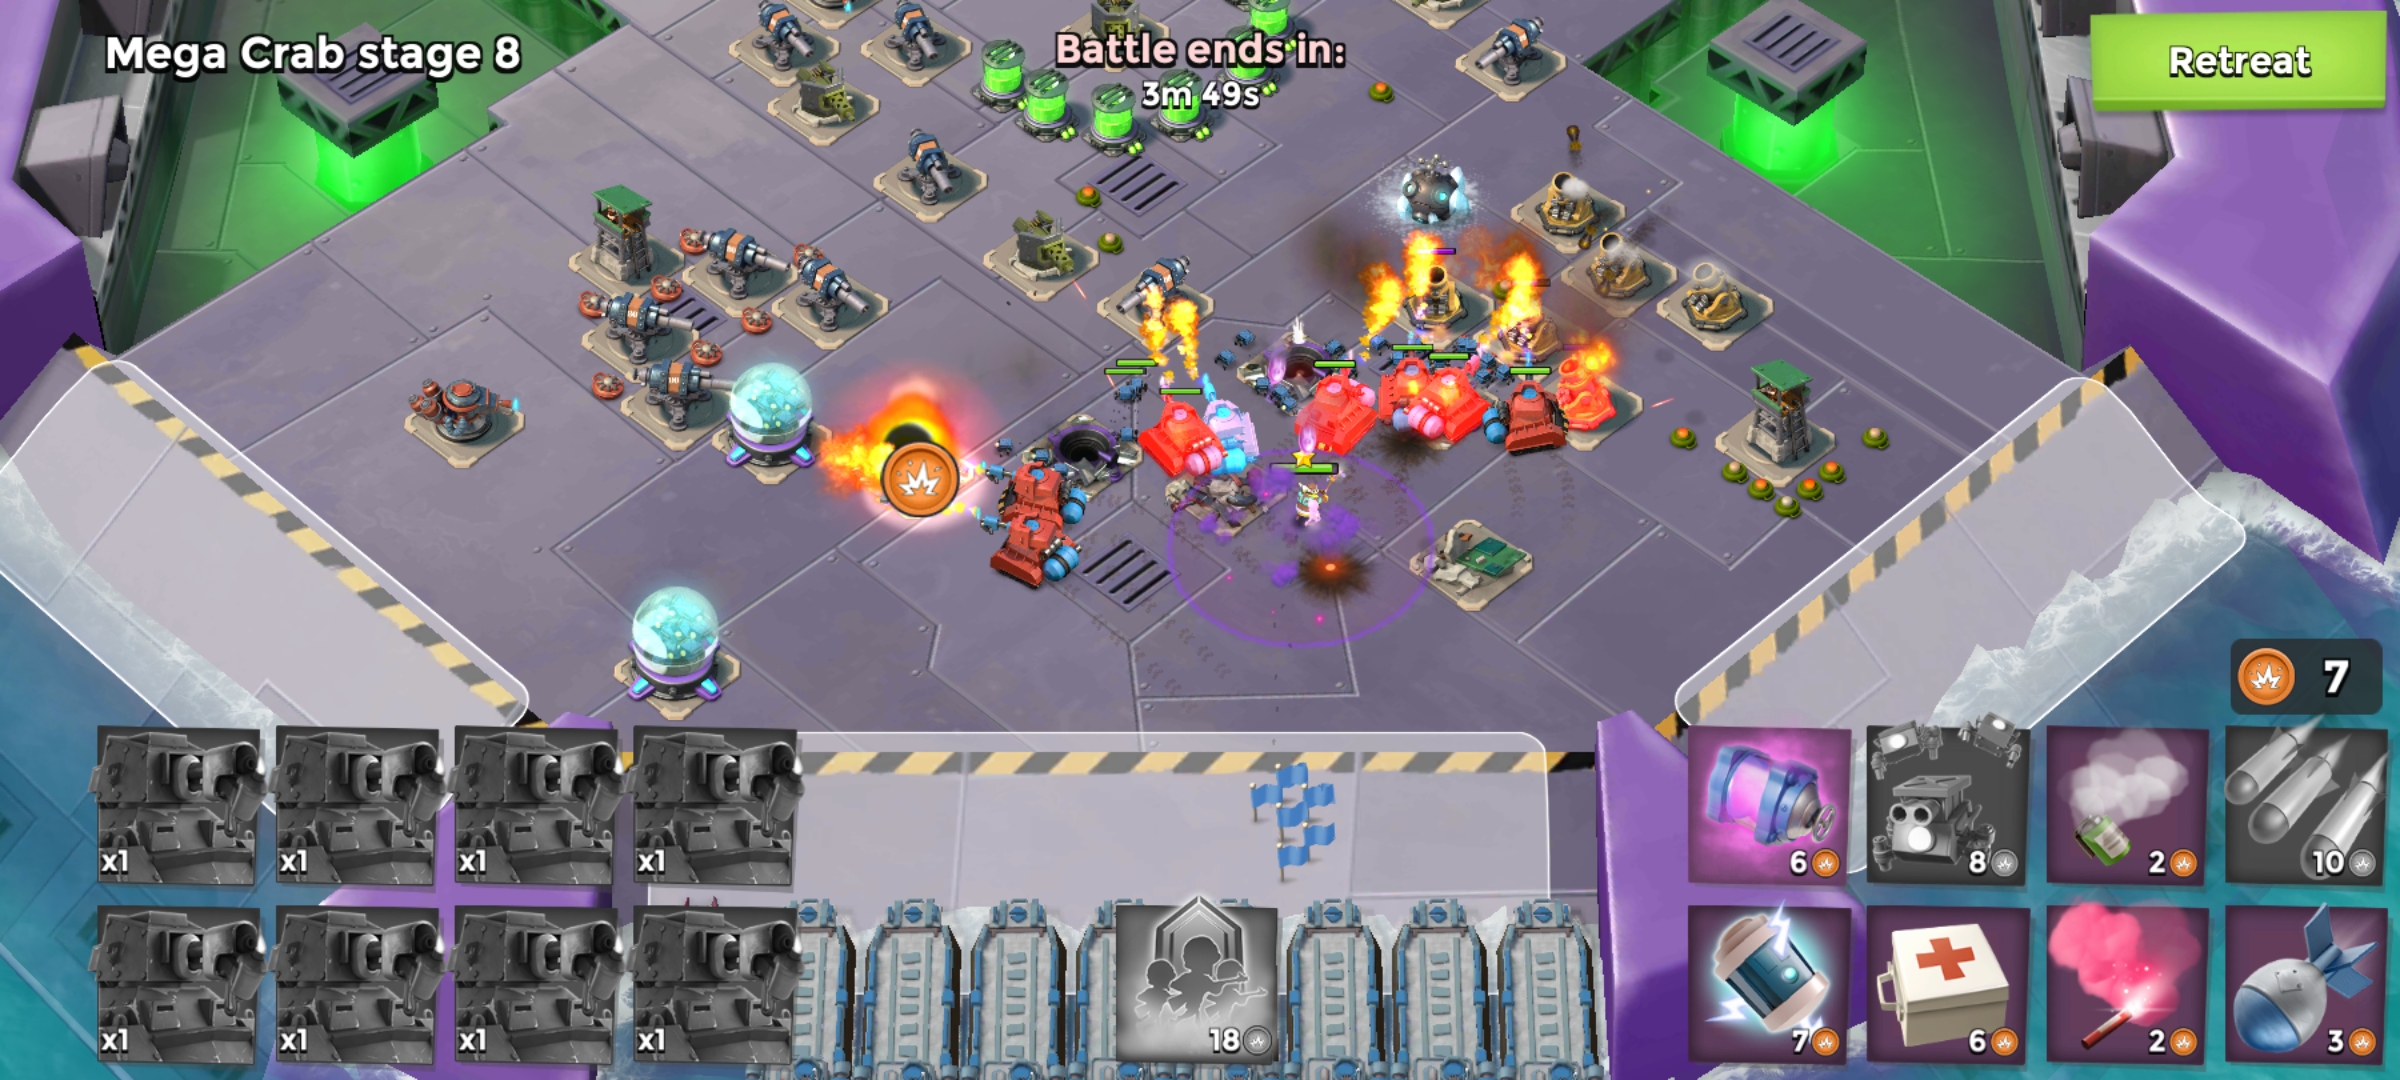 Mega Crab stage 8
Battle ends in:
3m 49s
Retreat
7
x1
x1
x1
x1
6
8
2
10
x1
x1
x1
x1
18
7
6
2
3